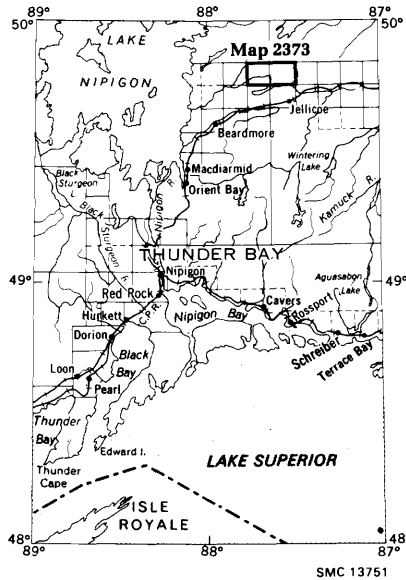 50°
88°
87°
50°
LAKE
NIPIGON
Map 2373
Jellicoe
Beardmore
Wintering
Lake
Macdiarmid
Orient Bay
Black
Sturgeon
Nipigon
R.
Kamuck R.
Black
Sturgeon
R.
THUNDER BAY
49°
Nipigon
49°
Aguasabon
Lake
Red Rock
Cavers
Rossport
C.P.R.
Nipigon
Bay
Hurkett
Dorion
Black
Bay
Schreiber
Terrace Bay
Loon
Pearl
Thunder
Bay
Edward I.
Thunder
Cape
LAKE SUPERIOR
ISLE
ROYALE
48°
48°
89°
88°
87°
SMC 13751